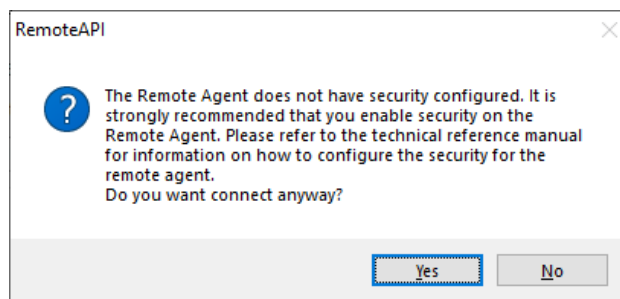 RemoteAPI
The Remote Agent does not have security configured. It is
strongly recommended that you enable security on the
Remote Agent. Please refer to the technical reference manual
for information on how to configure the security for the
remote agent.
Do you want connect anyway?
Yes
No